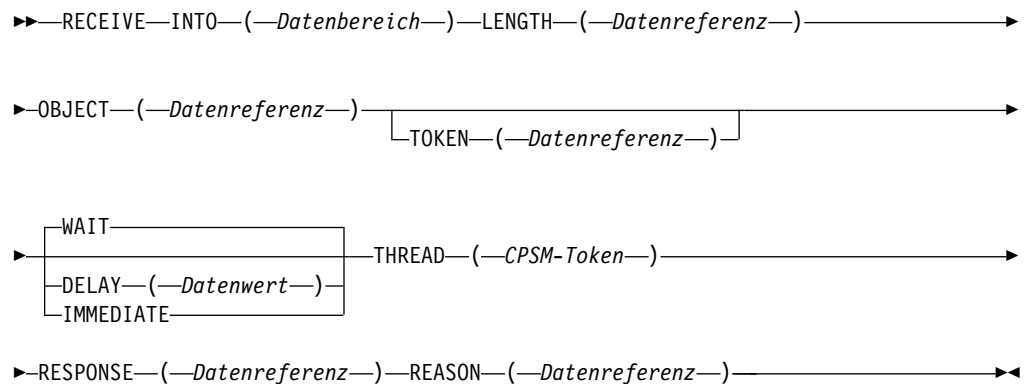 RECEIVE INTO ( Datenbereich ) LENGTH ( Datenreferenz )
OBJECT ( Datenreferenz )
TOKEN ( Datenreferenz )
WAIT
THREAD ( CPSM-Token )
DELAY ( Datenwert )
IMMEDIATE
RESPONSE ( Datenreferenz ) REASON ( Datenreferenz )